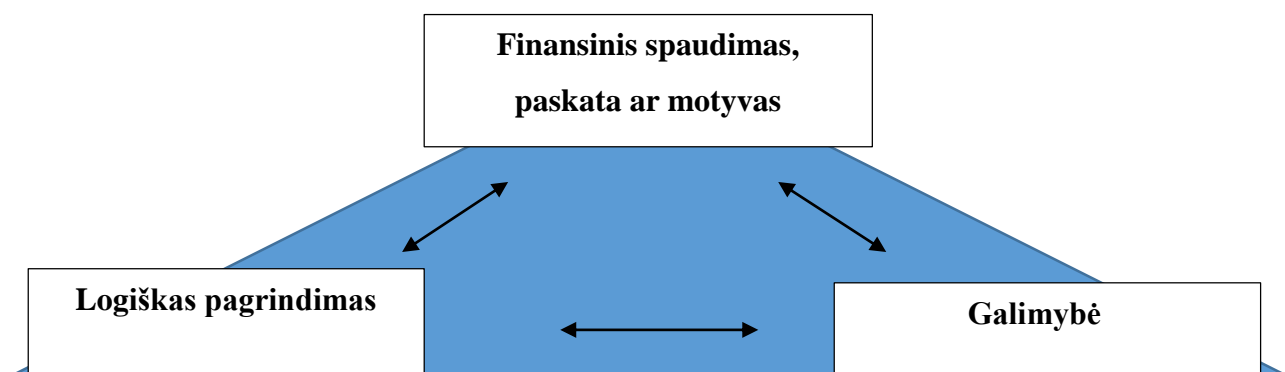 Finansinis spaudimas,
paskata ar motyvas
Logiškas pagrindimas
Galimybė